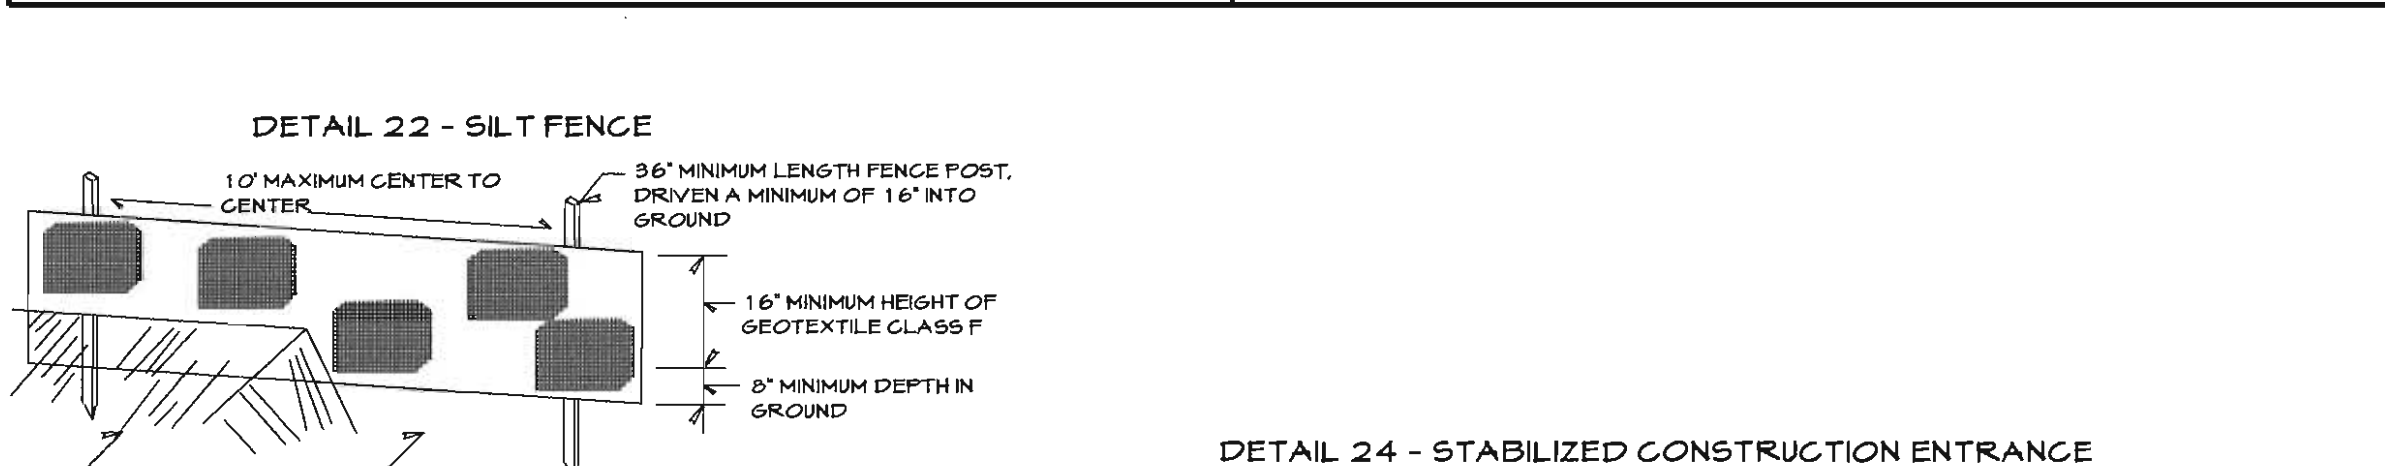 DETAIL 22 - SILT FENCE
10' MAXIMUM CENTER TO
CENTER
36" MINIMUM LENGTH FENCE POST,
DRIVEN A MINIMUM OF 16" INTO
GROUND
16" MINIMUM HEIGHT OF
GEOTEXTILE CLASS F
8" MINIMUM DEPTH IN
GROUND
DETAIL 24 - STABILIZED CONSTRUCTION ENTRANCE